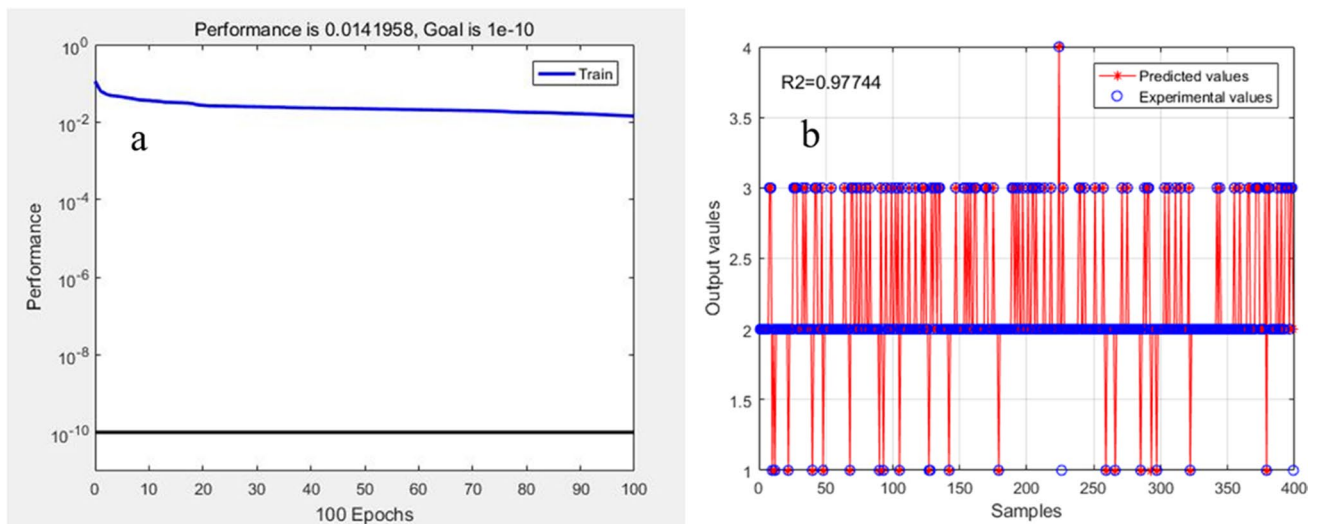 Performance is 0.0141958, Goal is 1e-10
Train
a
Performance
10^0
10^-2
10^-4
10^-6
10^-8
10^-10
0 10 20 30 40 50 60 70 80 90 100
100 Epochs
R2=0.97744
Predicted values
Experimental values
b
Output vaules
4
3.5
3
2.5
2
1.5
1
0 50 100 150 200 250 300 350 400
Samples